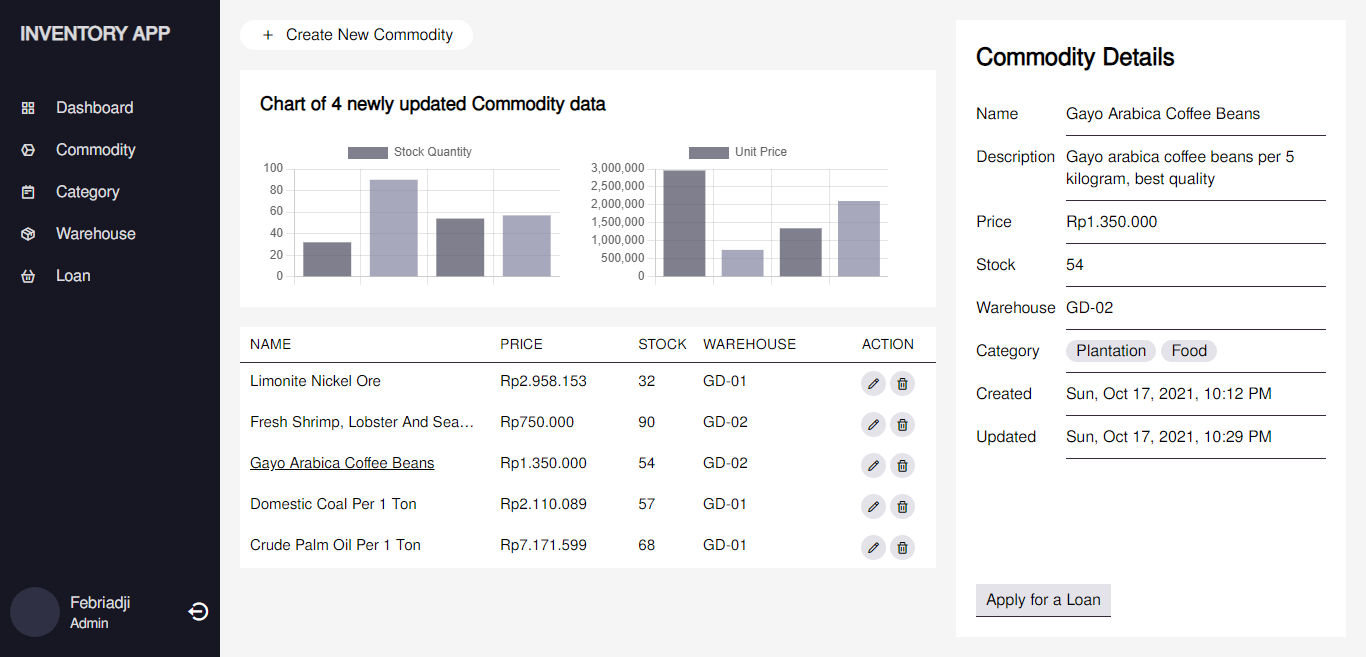 INVENTORY APP
Dashboard
Commodity
Category
Warehouse
Loan
Febriadji
Admin
+ Create New Commodity
Chart of 4 newly updated Commodity data
Stock Quantity
100
80
60
40
20
0
Unit Price
3,000,000
2,500,000
2,000,000
1,500,000
1,000,000
500,000
0
NAME PRICE STOCK WAREHOUSE ACTION
Limonite Nickel Ore Rp2.958.153 32 GD-01
Fresh Shrimp, Lobster And Sea... Rp750.000 90 GD-02
Gayo Arabica Coffee Beans Rp1.350.000 54 GD-02
Domestic Coal Per 1 Ton Rp2.110.089 57 GD-01
Crude Palm Oil Per 1 Ton Rp7.171.599 68 GD-01
Commodity Details
Name Gayo Arabica Coffee Beans
Description Gayo arabica coffee beans per 5
kilogram, best quality
Price Rp1.350.000
Stock 54
Warehouse GD-02
Category Plantation Food
Created Sun, Oct 17, 2021, 10:12 PM
Updated Sun, Oct 17, 2021, 10:29 PM
Apply for a Loan